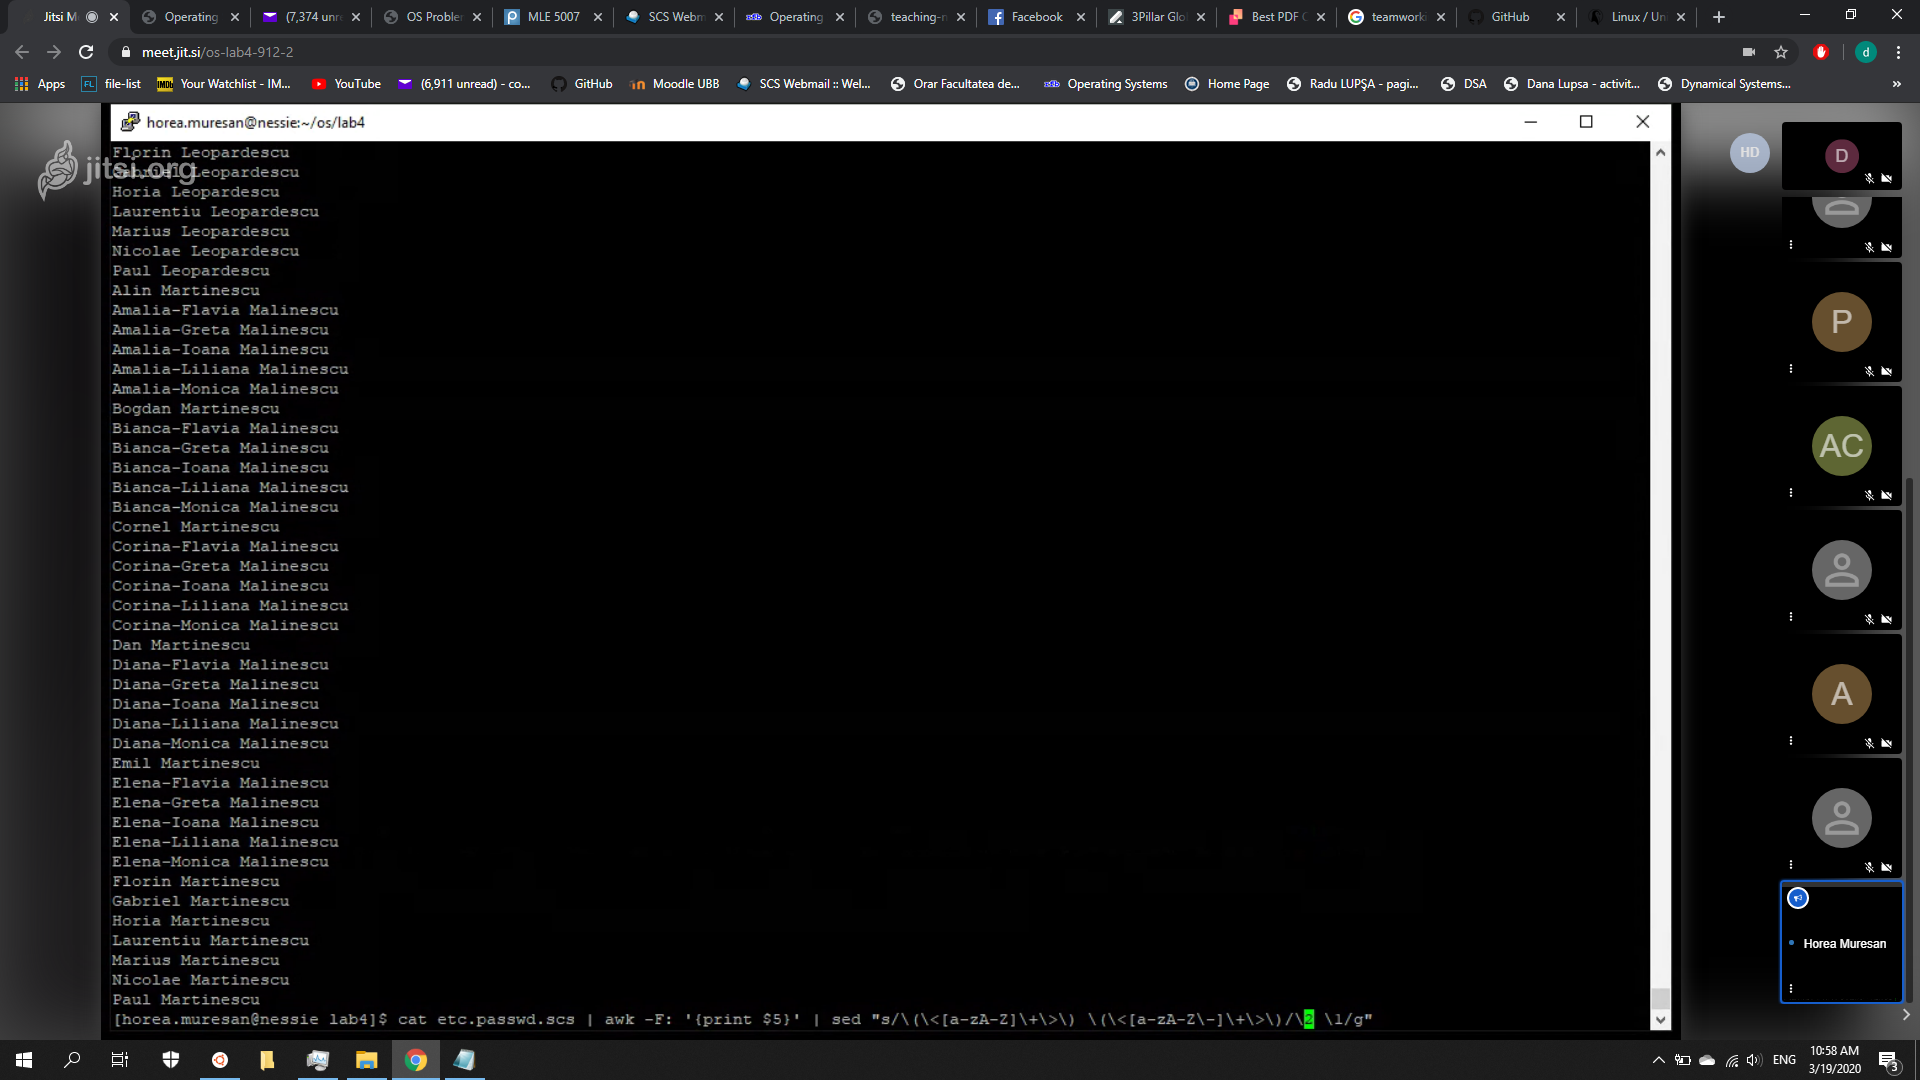 Jitsi M
Operating
(7,374 unr
OS Probler
MLE 5007
SCS Webm
Operating
teaching-r
Facebook
3Pillar Glo
Best PDF C
teamwork
GitHub
Linux / Un
meet.jit.si/os-lab4-912-2
d
Apps
file-list
Your Watchlist - IM...
YouTube
(6,911 unread) - co...
GitHub
Moodle UBB
SCS Webmail :: Wel...
Orar Facultatea de...
Operating Systems
Home Page
Radu LUPŞA - pagi...
DSA
Dana Lupsa - activit...
Dynamical Systems...
»
horea.muresan@nessie:~/os/lab4
jitsi.org
Florin Leopardescu
Gabriel Leopardescu
Horia Leopardescu
Laurentiu Leopardescu
Marius Leopardescu
Nicolae Leopardescu
Paul Leopardescu
Alin Martinescu
Amalia-Flavia Malinescu
Amalia-Greta Malinescu
Amalia-Ioana Malinescu
Amalia-Liliana Malinescu
Amalia-Monica Malinescu
Bogdan Martinescu
Bianca-Flavia Malinescu
Bianca-Greta Malinescu
Bianca-Ioana Malinescu
Bianca-Liliana Malinescu
Bianca-Monica Malinescu
Cornel Martinescu
Corina-Flavia Malinescu
Corina-Greta Malinescu
Corina-Ioana Malinescu
Corina-Liliana Malinescu
Corina-Monica Malinescu
Dan Martinescu
Diana-Flavia Malinescu
Diana-Greta Malinescu
Diana-Ioana Malinescu
Diana-Liliana Malinescu
Diana-Monica Malinescu
Emil Martinescu
Elena-Flavia Malinescu
Elena-Greta Malinescu
Elena-Ioana Malinescu
Elena-Liliana Malinescu
Elena-Monica Malinescu
Florin Martinescu
Gabriel Martinescu
Horia Martinescu
Laurentiu Martinescu
Marius Martinescu
Nicolae Martinescu
Paul Martinescu
[horea.muresan@nessie lab4]$ cat etc.passwd.scs | awk -F: '{print $5}' | sed "s/\(\<[a-zA-Z]\+\>\) \(\<[a-zA-Z\-]\+\>\)/\2 \1/g"
HD
D
P
AC
A
Horea Muresan
ENG
10:58 AM
3/19/2020
3